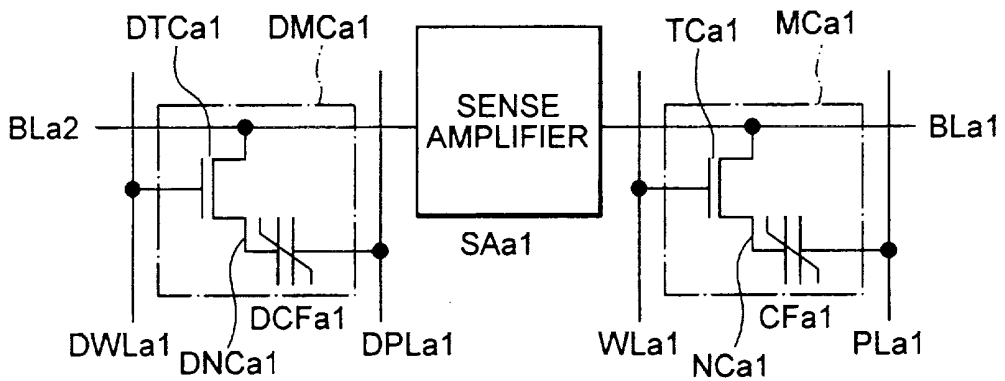 DTCa1
DMCa1
TCa1
MCa1
BLa2
SENSE
AMPLIFIER
BLa1
SAa1
DCFa1
CFa1
DWLa1
DNCa1
DPLa1
WLa1
NCa1
PLa1